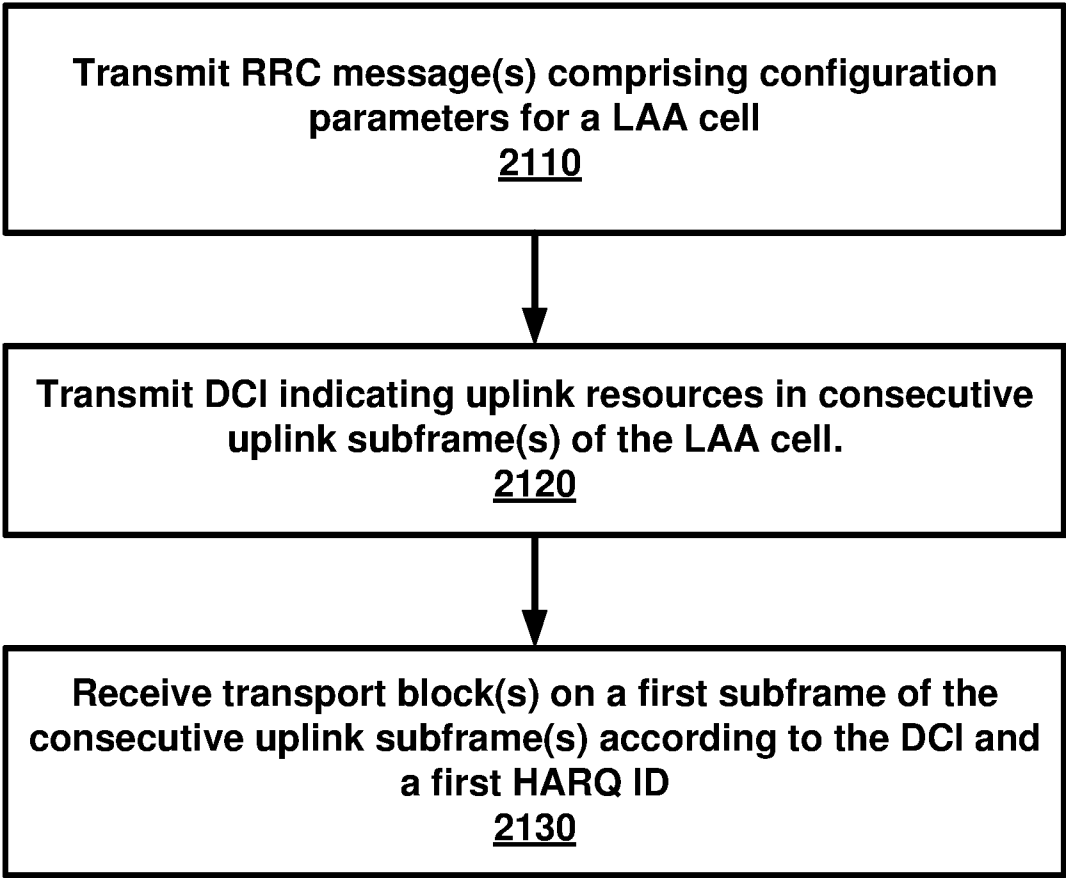 Transmit RRC message(s) comprising configuration
parameters for a LAA cell
2110
Transmit DCI indicating uplink resources in consecutive
uplink subframe(s) of the LAA cell.
2120
Receive transport block(s) on a first subframe of the
consecutive uplink subframe(s) according to the DCI and
a first HARQ ID
2130